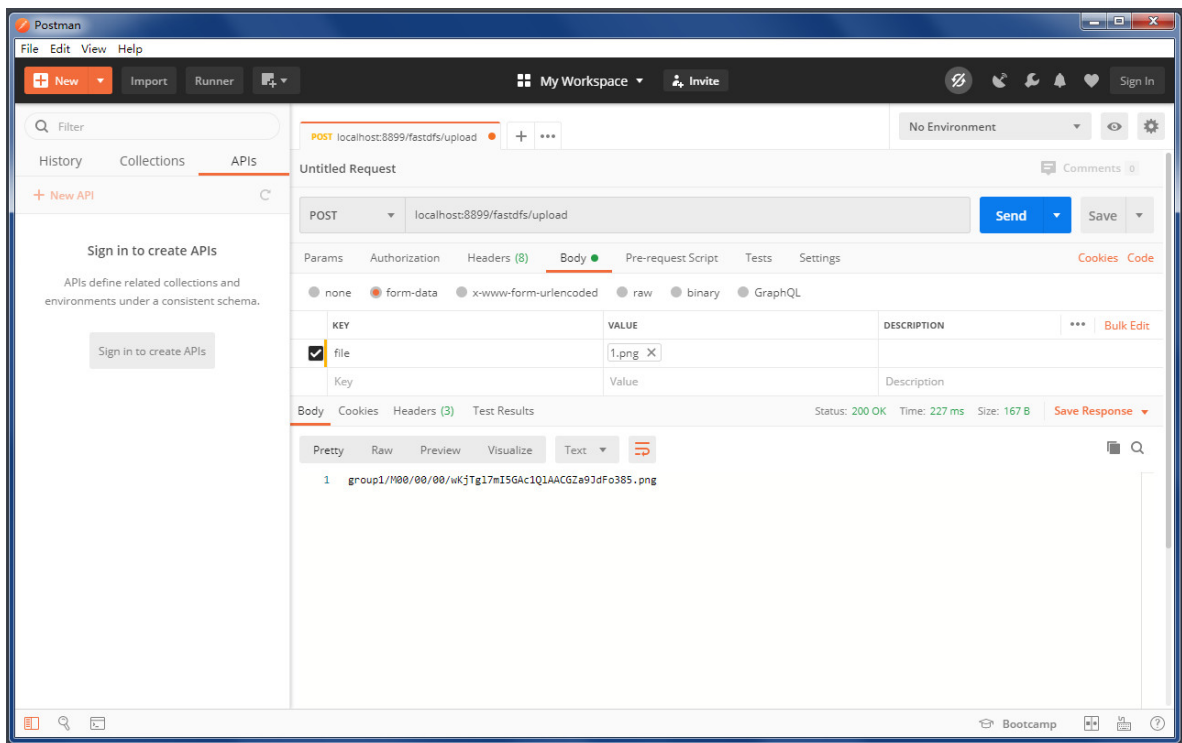 Postman
File Edit View Help
New Import Runner My Workspace Invite Sign In
Filter
History Collections APIs
+ New API
Sign in to create APIs
APIs define related collections and
environments under a consistent schema.
Sign in to create APIs
POST localhost:8899/fastdfs/upload + ••• No Environment
Untitled Request Comments 0
POST localhost:8899/fastdfs/upload Send Save
Params Authorization Headers (8) Body Pre-request Script Tests Settings Cookies Code
none form-data x-www-form-urlencoded raw binary GraphQL
KEY VALUE DESCRIPTION ••• Bulk Edit
file 1.png X
Key Value Description
Body Cookies Headers (3) Test Results Status: 200 OK Time: 227 ms Size: 167 B Save Response
Pretty Raw Preview Visualize Text
1 group1/M00/00/00/wKjTgl7mI5GAc1QlAACGZa9JdFo385.png
Bootcamp